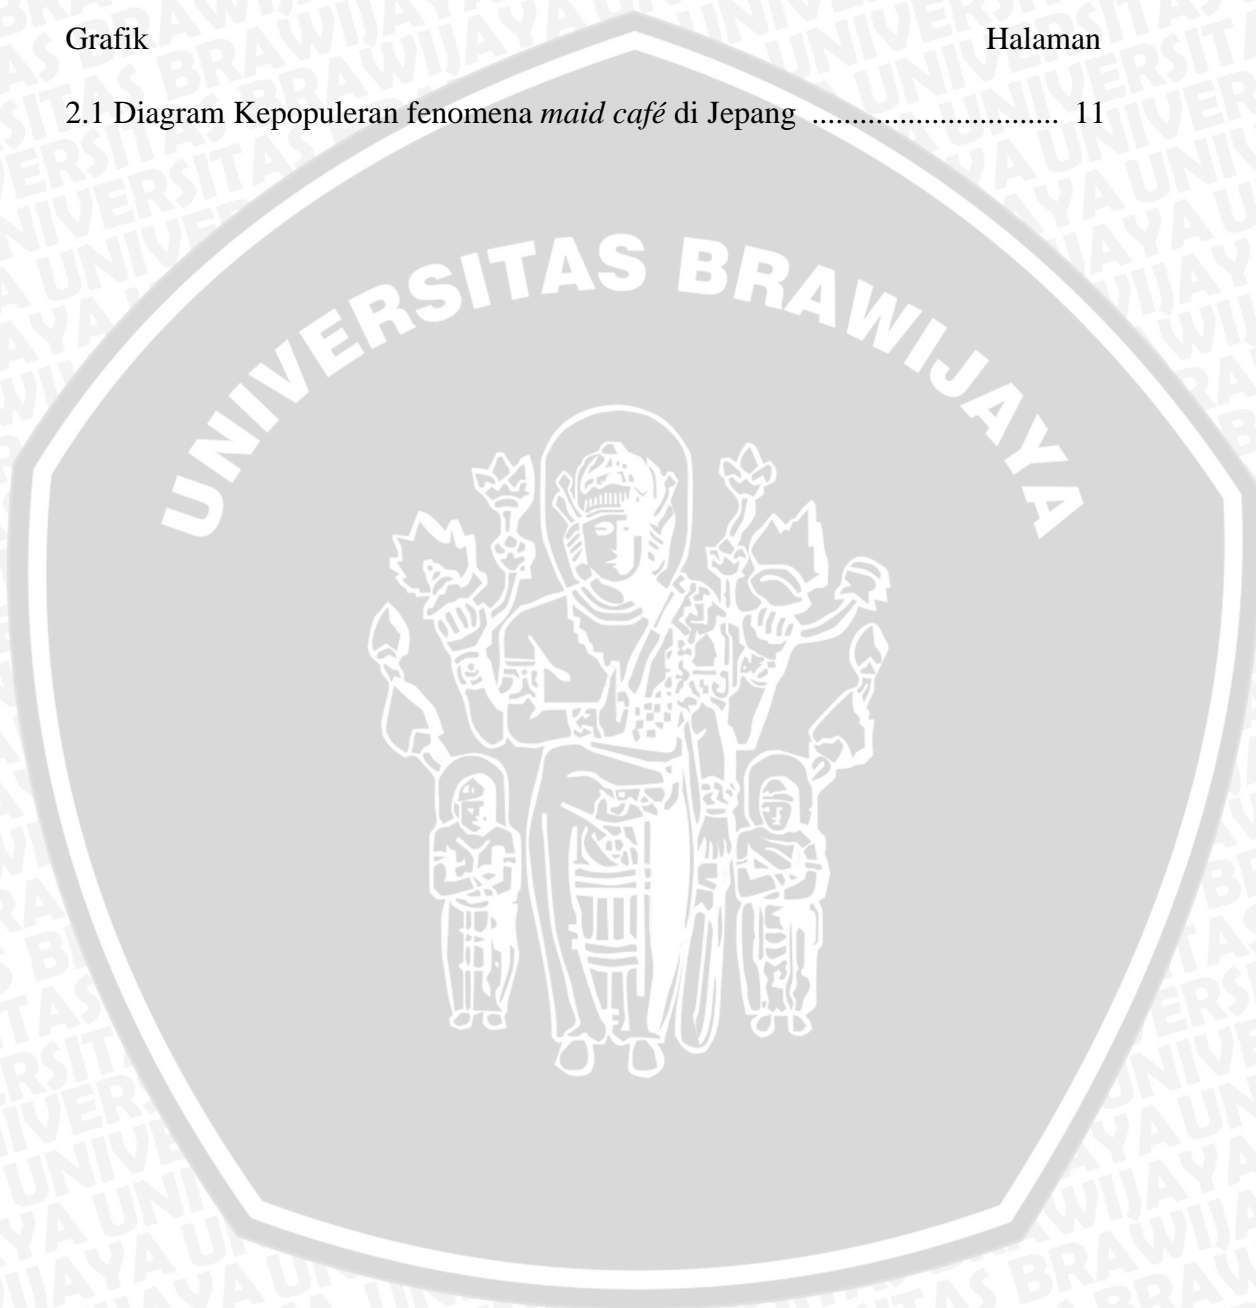 Grafik Halaman
2.1 Diagram Kepopuleran fenomena maid café di Jepang ............................... 11
UNIVERSITAS BRAWIJAYA